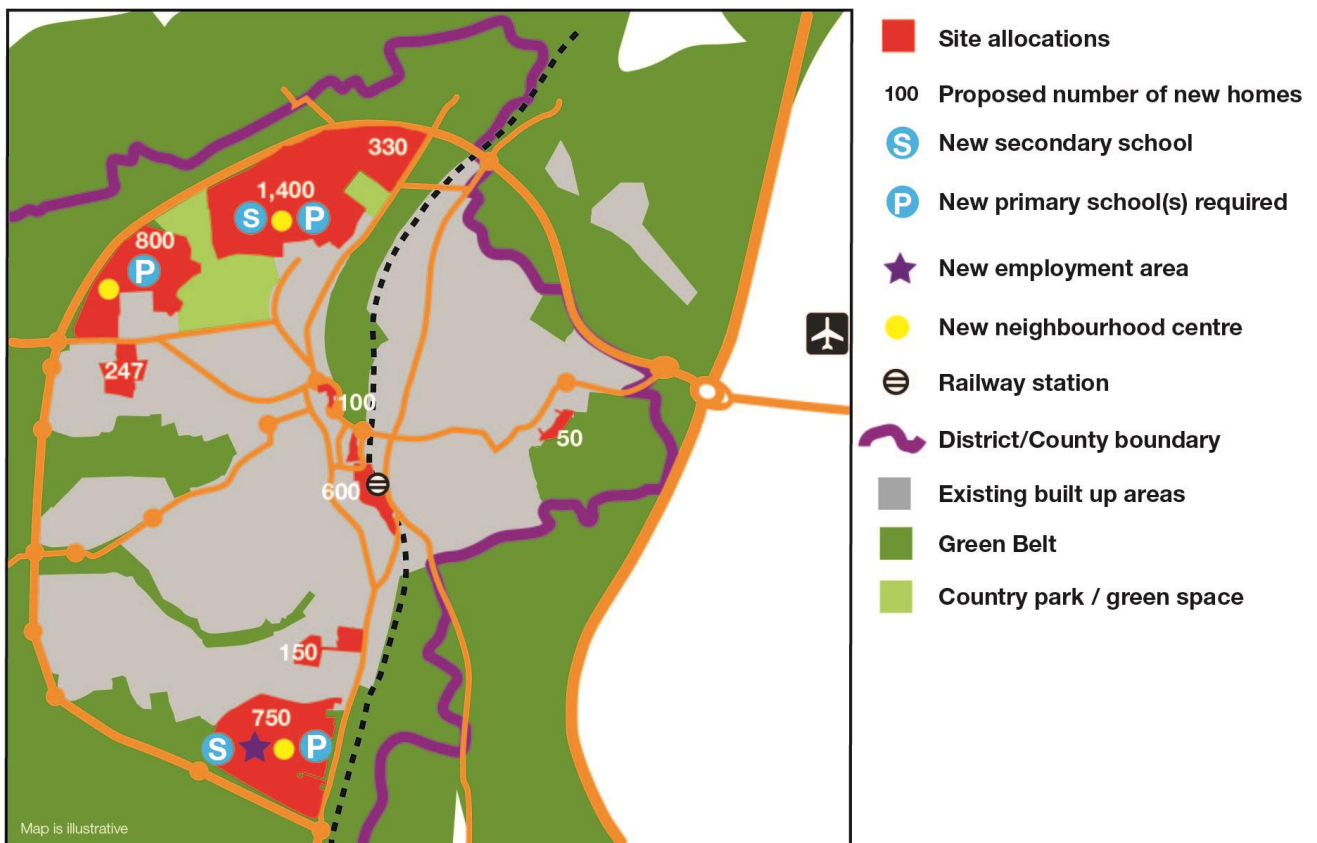 330
1,400
S
P
800
P
247
100
50
600
150
750
S
P
Map is illustrative
Site allocations
100 Proposed number of new homes
S New secondary school
P New primary school(s) required
New employment area
New neighbourhood centre
Railway station
District/County boundary
Existing built up areas
Green Belt
Country park / green space